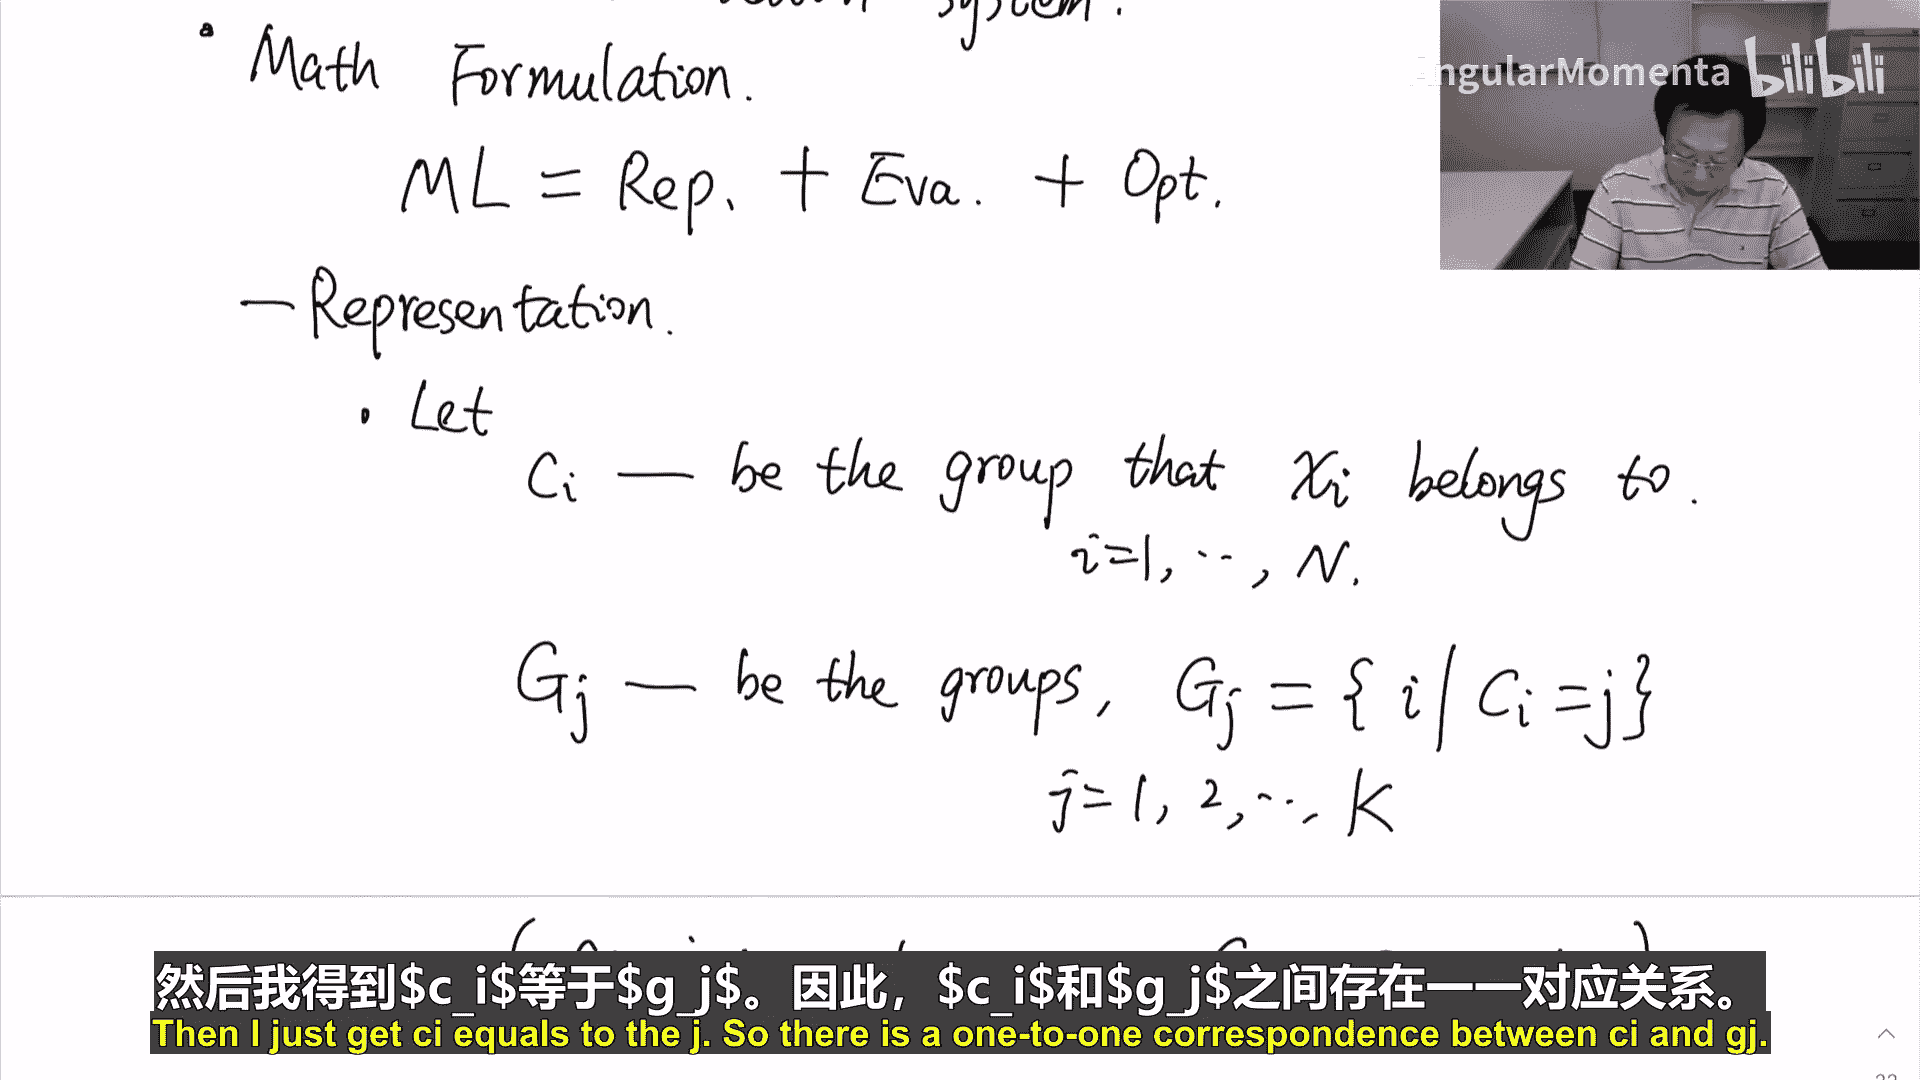 system.
• Math Formulation.
ngularMomenta bilibili
ML = Rep. + Eva. + Opt.
— Representation.
• Let
Ci — be the group that Xi belongs to.
i=1, ..., N.
Gj — be the groups, Gj = { i | Ci = j }
j=1, 2, ..., K
然后我得到$c_i$等于$g_j$。因此，$c_i$和$g_j$之间存在一一对应关系。
Then I just get ci equals to the j. So there is a one-to-one correspondence between ci and gj.